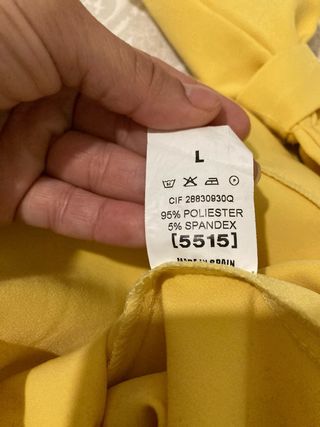 L
CIF 28830930Q
95% POLIESTER
5% SPANDEX
[5515]
MADE IN SPAIN